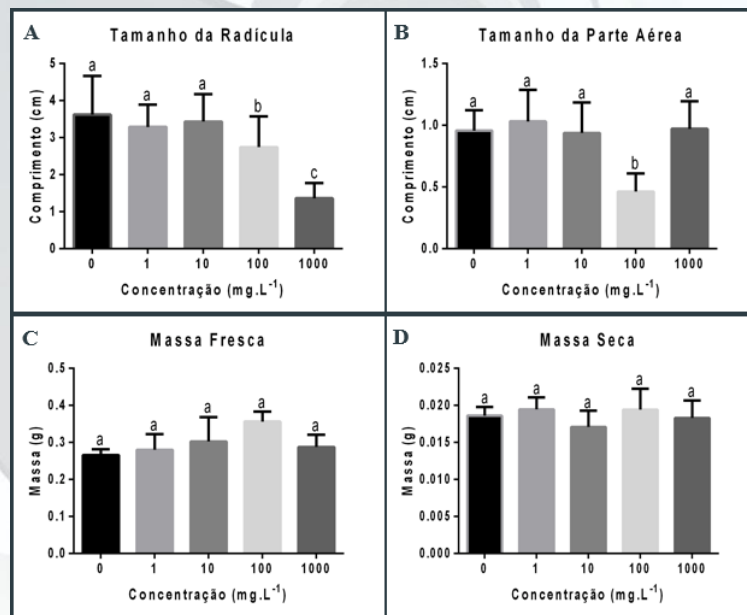 A
Tamanho da Radícula
Comprimento (cm)
5
4
3
2
1
0
a
a
a
b
c
0 1 10 100 1000
Concentração (mg.L⁻¹)
B
Tamanho da Parte Aérea
Comprimento (cm)
1.5
1.0
0.5
0.0
a
a
a
b
a
0 1 10 100 1000
Concentração (mg.L⁻¹)
C
Massa Fresca
Massa (g)
0.5
0.4
0.3
0.2
0.1
0.0
a
a
a
a
a
0 1 10 100 1000
Concentração (mg.L⁻¹)
D
Massa Seca
Massa (g)
0.025
0.020
0.015
0.010
0.005
0.000
a
a
a
a
a
0 1 10 100 1000
Concentração (mg.L⁻¹)